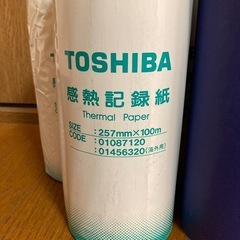 TOSHIBA
感熱記録紙
Thermal Paper
SIZE : 257mm×100m
CODE : 01087120
: 01456320(海外用)